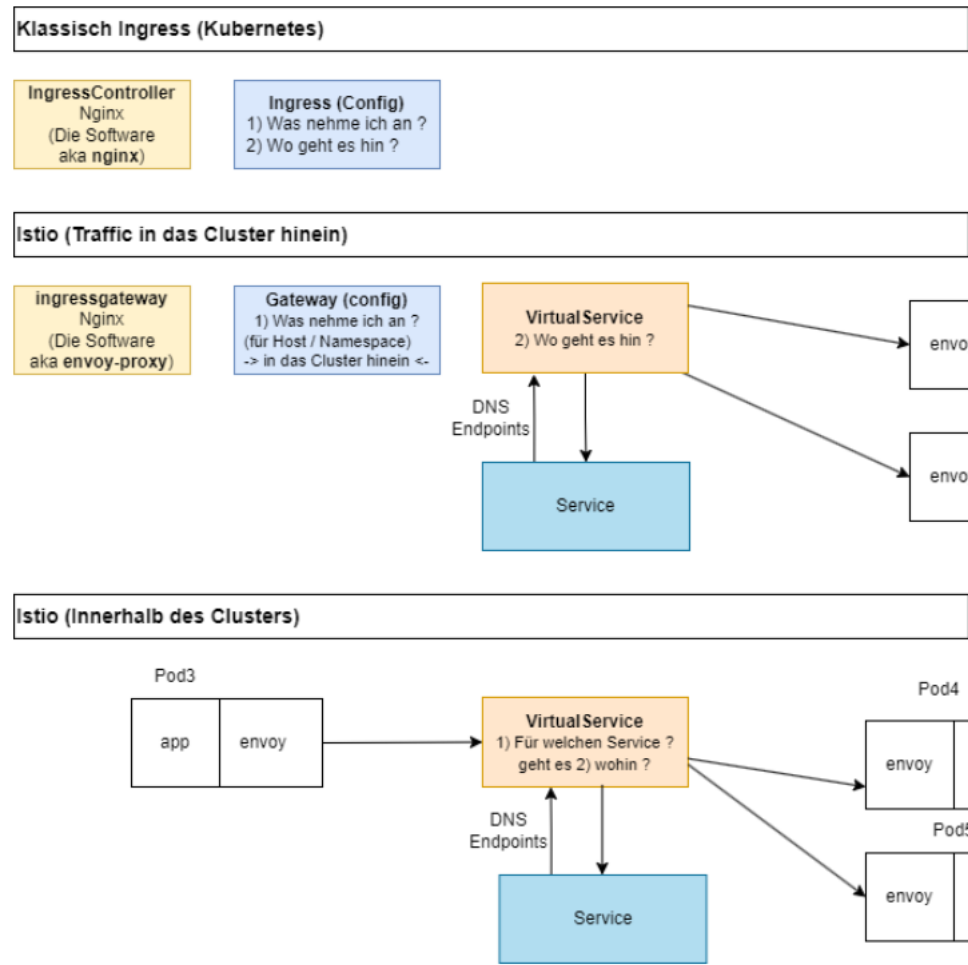 Klassisch Ingress (Kubernetes)
IngressController
Nginx
(Die Software
aka nginx)
Ingress (Config)
1) Was nehme ich an ?
2) Wo geht es hin ?
Istio (Traffic in das Cluster hinein)
ingressgateway
Nginx
(Die Software
aka envoy-proxy)
Gateway (config)
1) Was nehme ich an ?
(für Host / Namespace)
-> in das Cluster hinein <-
VirtualService
2) Wo geht es hin ?
envo
DNS
Endpoints
envo
Service
Istio (Innerhalb des Clusters)
Pod3
app
envoy
VirtualService
1) Für welchen Service ?
geht es 2) wohin ?
Pod4
envoy
DNS
Endpoints
Pod5
envoy
Service